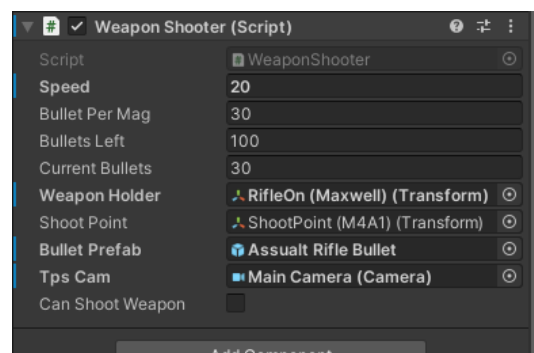 Weapon Shooter (Script)
Script WeaponShooter
Speed 20
Bullet Per Mag 30
Bullets Left 100
Current Bullets 30
Weapon Holder RifleOn (Maxwell) (Transform)
Shoot Point ShootPoint (M4A1) (Transform)
Bullet Prefab Assualt Rifle Bullet
Tps Cam Main Camera (Camera)
Can Shoot Weapon
Add Component